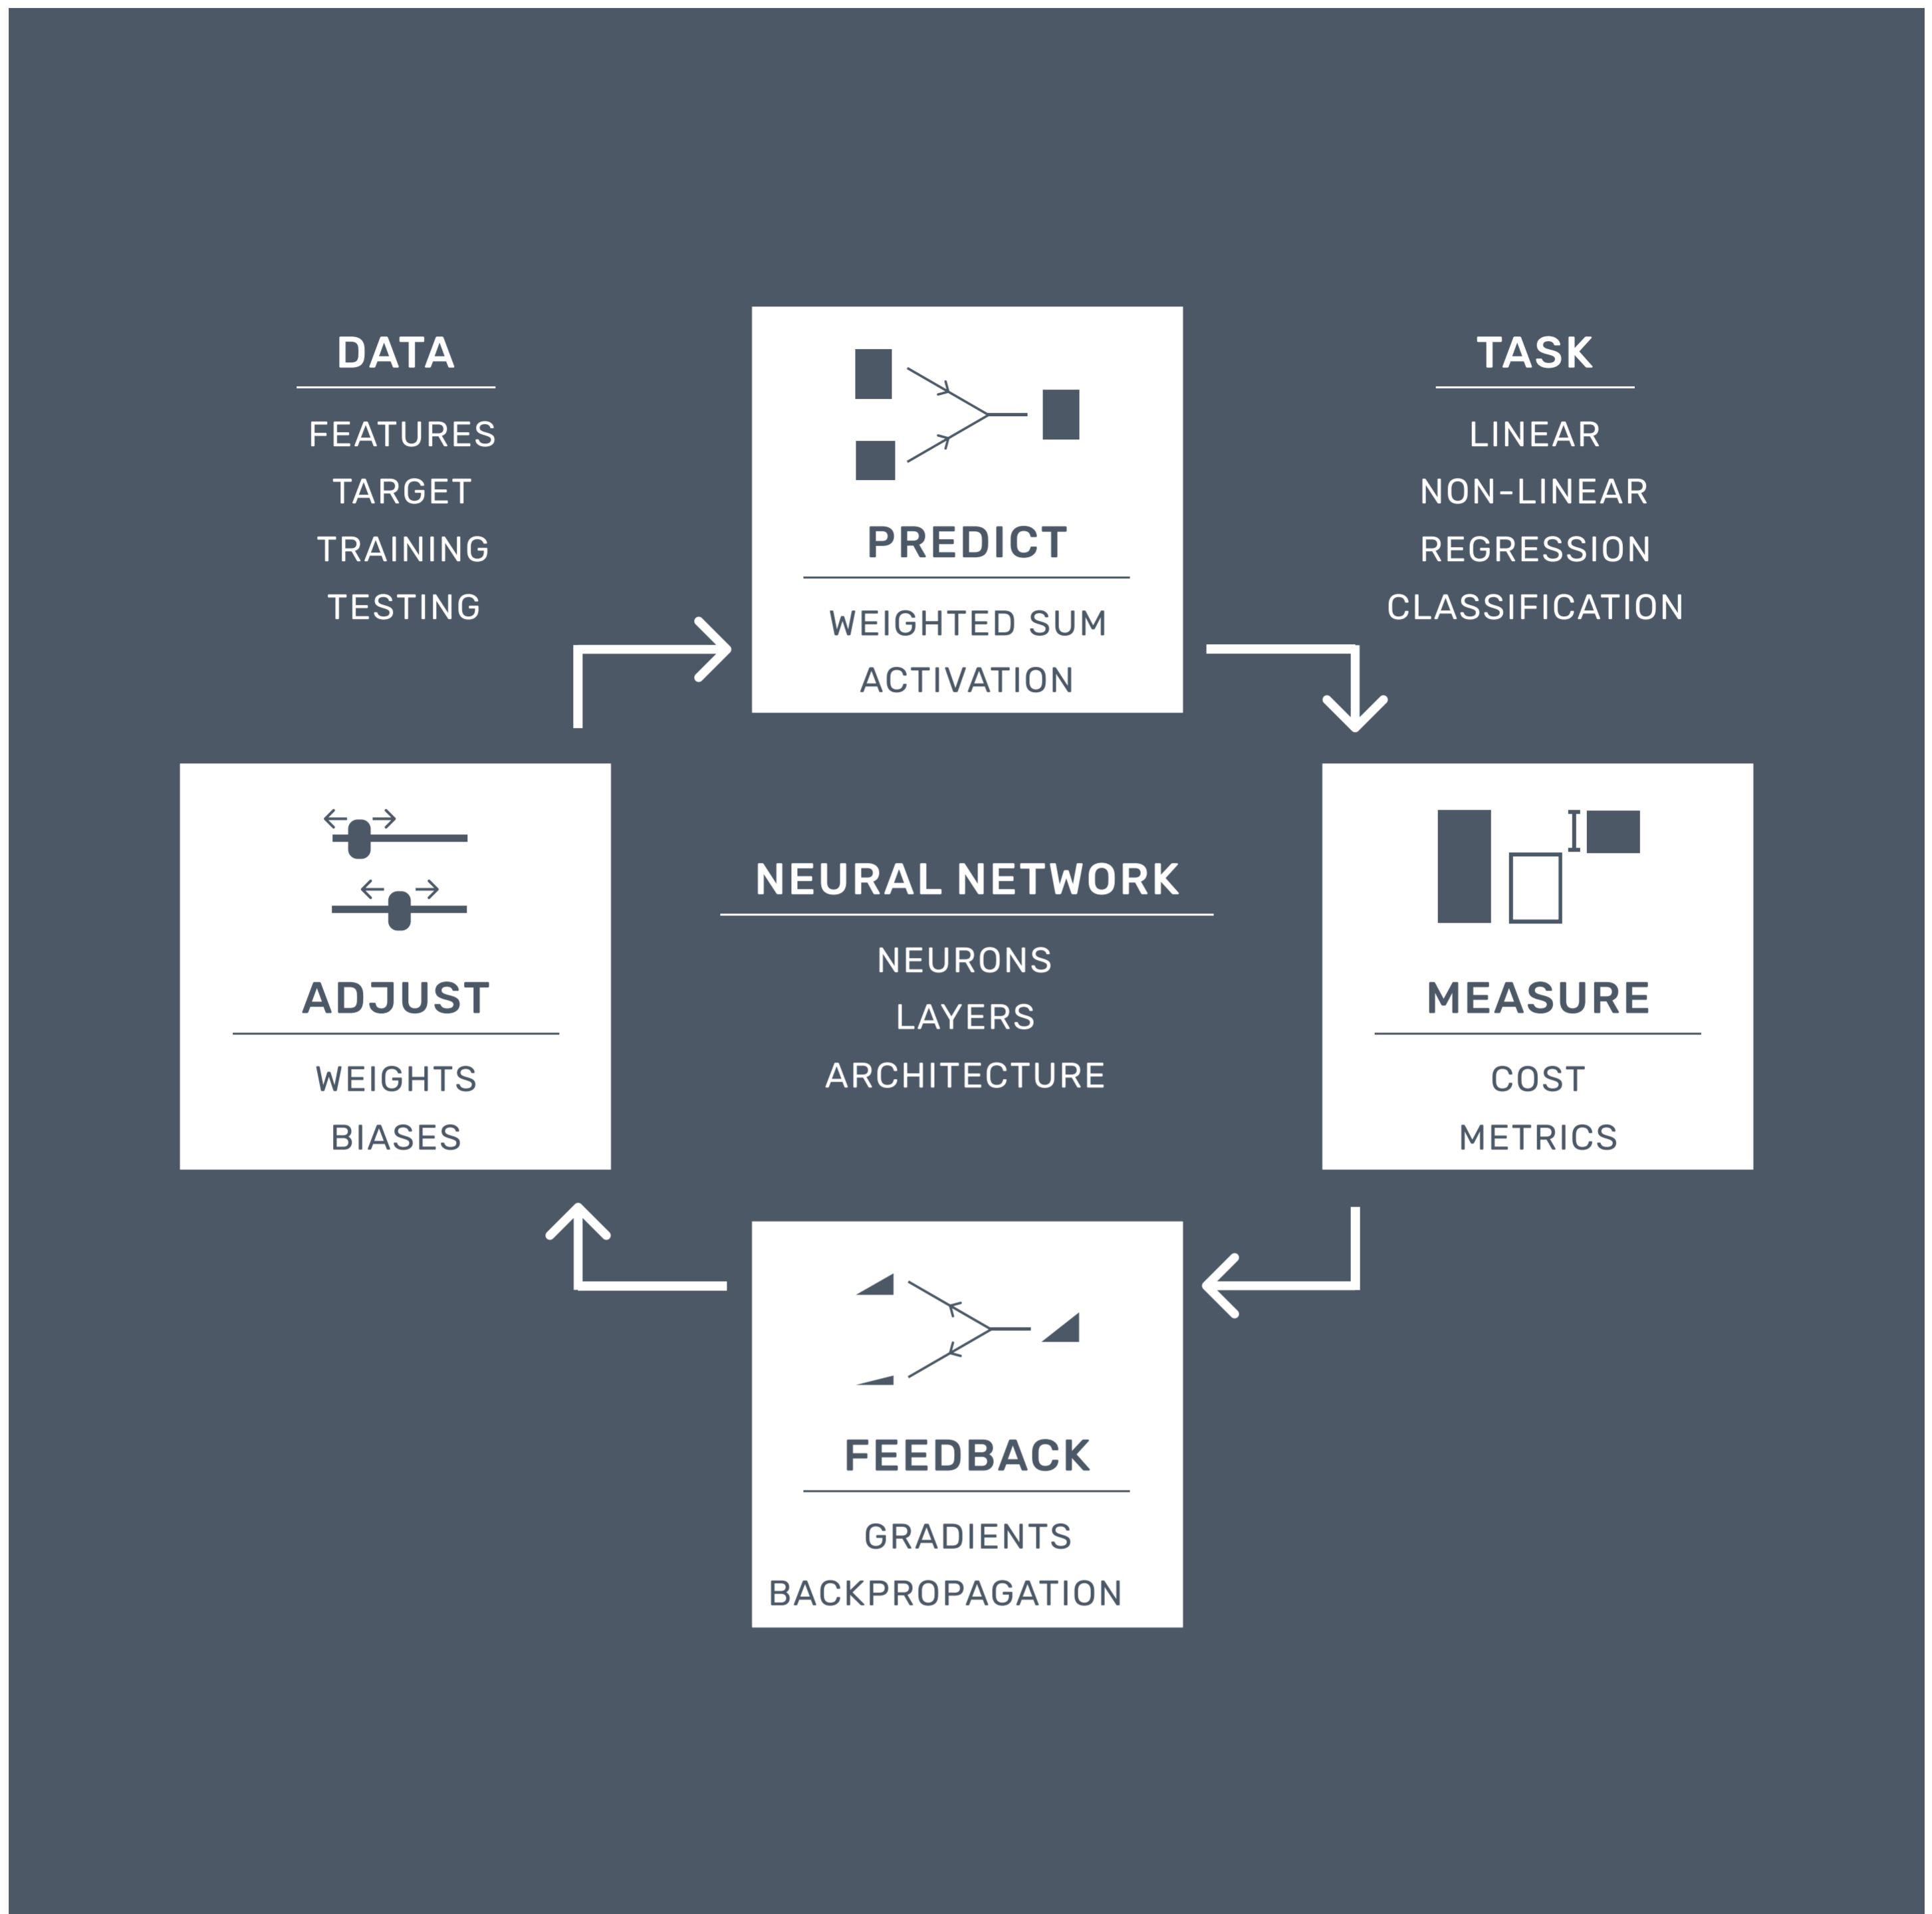 DATA
FEATURES
TARGET
TRAINING
TESTING
PREDICT
WEIGHTED SUM
ACTIVATION
TASK
LINEAR
NON-LINEAR
REGRESSION
CLASSIFICATION
ADJUST
WEIGHTS
BIASES
NEURAL NETWORK
NEURONS
LAYERS
ARCHITECTURE
MEASURE
COST
METRICS
FEEDBACK
GRADIENTS
BACKPROPAGATION